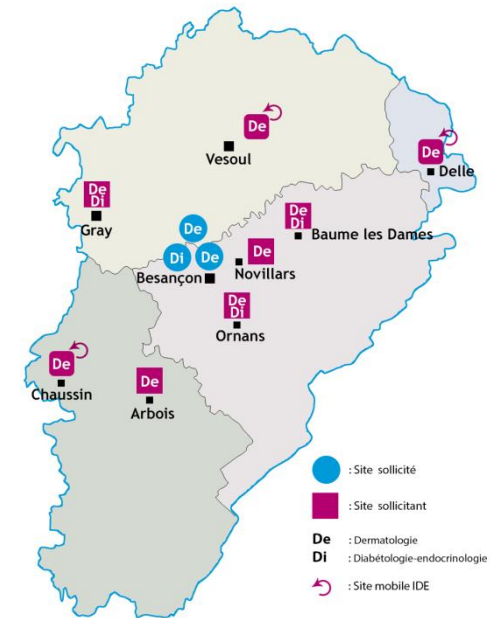 De
Vesoul
De
Delle
De
Di
Gray
De
Di
Baume les Dames
De
Di
De
De
Novillars
Besançon
De
Di
Ornans
De
Chaussin
De
Arbois
: Site sollicité
: Site sollicitant
De : Dermatologie
Di : Diabétologie-endocrinologie
: Site mobile IDE